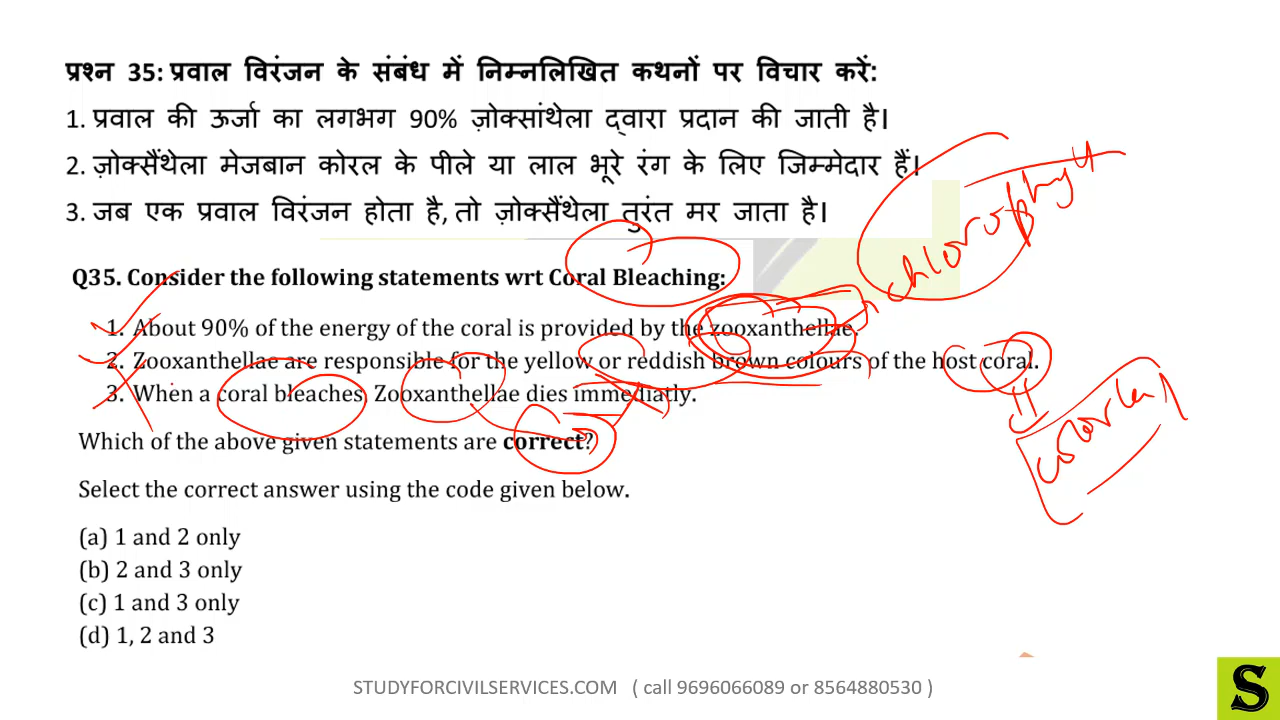 प्रश्न 35: प्रवाल विरंजन के संबंध में निम्नलिखित कथनों पर विचार करें:
1. प्रवाल की ऊर्जा का लगभग 90% ज़ोक्सांथेला द्वारा प्रदान की जाती है।
2. ज़ोक्सैंथेला मेजबान कोरल के पीले या लाल भूरे रंग के लिए जिम्मेदार हैं।
3. जब एक प्रवाल विरंजन होता है, तो ज़ोक्सैंथेला तुरंत मर जाता है।
Q35. Consider the following statements wrt Coral Bleaching:
1. About 90% of the energy of the coral is provided by the zooxanthellae.
2. Zooxanthellae are responsible for the yellow or reddish brown colours of the host coral.
3. When a coral bleaches, Zooxanthellae dies immediatly.
Which of the above given statements are correct?
Select the correct answer using the code given below.
(a) 1 and 2 only
(b) 2 and 3 only
(c) 1 and 3 only
(d) 1, 2 and 3
STUDYFORCIVILSERVICES.COM ( call 9696066089 or 8564880530 )
S